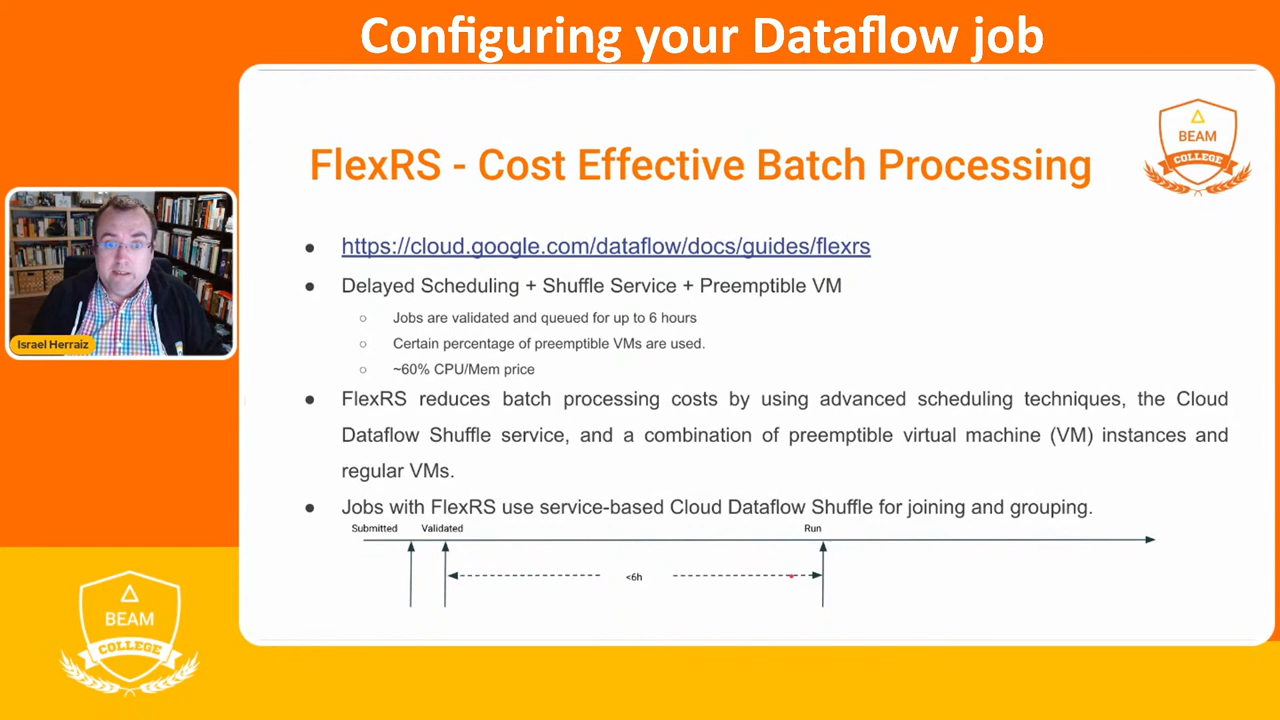 Configuring your Dataflow job
BEAM
COLLEGE
FlexRS - Cost Effective Batch Processing
https://cloud.google.com/dataflow/docs/guides/flexrs
Delayed Scheduling + Shuffle Service + Preemptible VM
Jobs are validated and queued for up to 6 hours
Certain percentage of preemptible VMs are used.
~60% CPU/Mem price
FlexRS reduces batch processing costs by using advanced scheduling techniques, the Cloud
Dataflow Shuffle service, and a combination of preemptible virtual machine (VM) instances and
regular VMs.
Jobs with FlexRS use service-based Cloud Dataflow Shuffle for joining and grouping.
Submitted Validated Run
<6h
Israel Herraiz
BEAM
COLLEGE